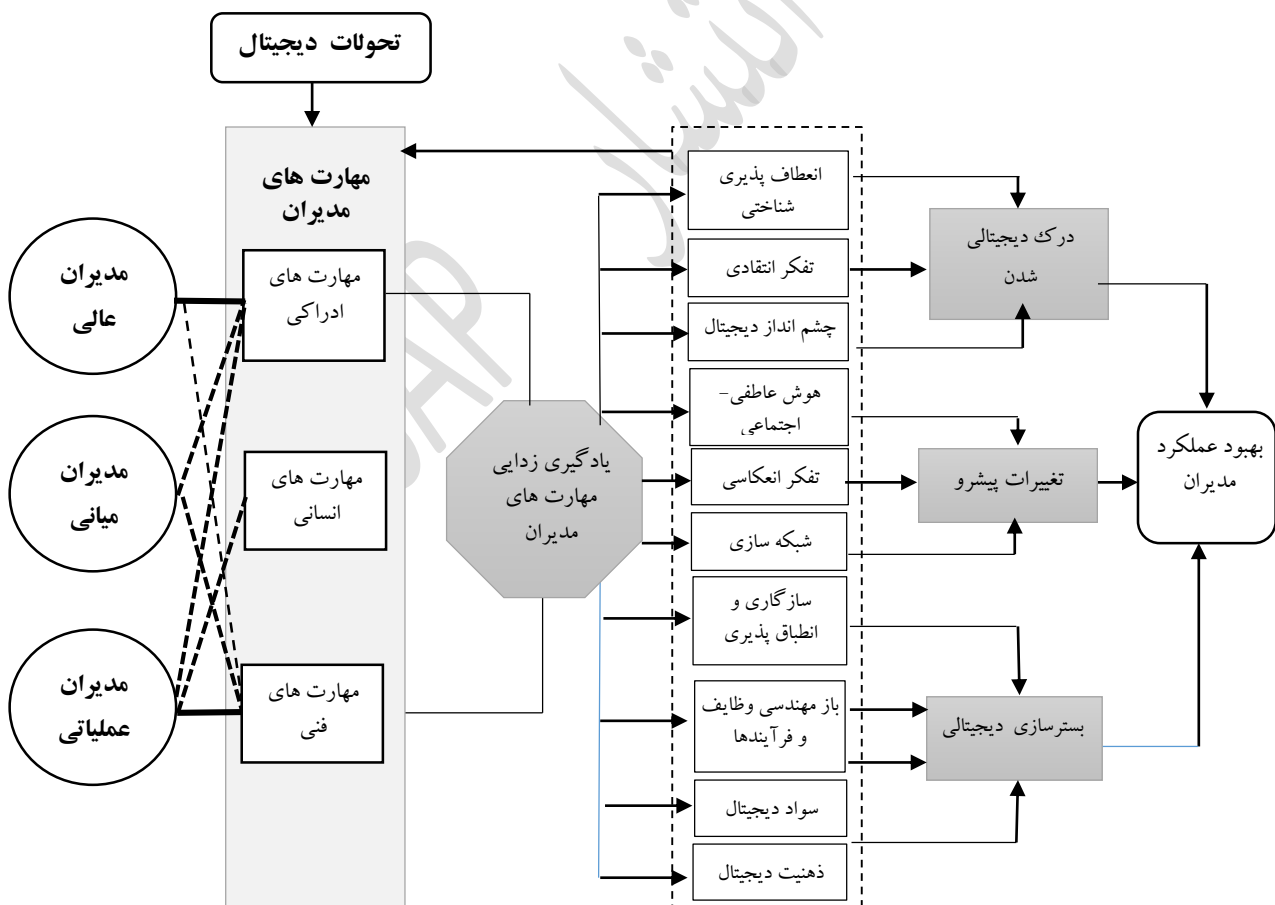 تحولات دیجیتال
مهارت های
مدیران
مدیران
عالی
مدیران
میانی
مدیران
عملیاتی
مهارت های
ادراکی
مهارت های
انسانی
مهارت های
فنی
یادگیری زدایی
مهارت های
مدیران
انعطاف پذیری
شناختی
تفکر انتقادی
چشم انداز دیجیتال
هوش عاطفی-
اجتماعی
تفکر انعکاسی
شبکه سازی
سازگاری و
انطباق پذیری
باز مهندسی وظایف
و فرآیندها
سواد دیجیتال
ذهنیت دیجیتال
درک دیجیتالی
شدن
تغییرات پیشرو
بسترسازی دیجیتالی
بهبود عملکرد
مدیران